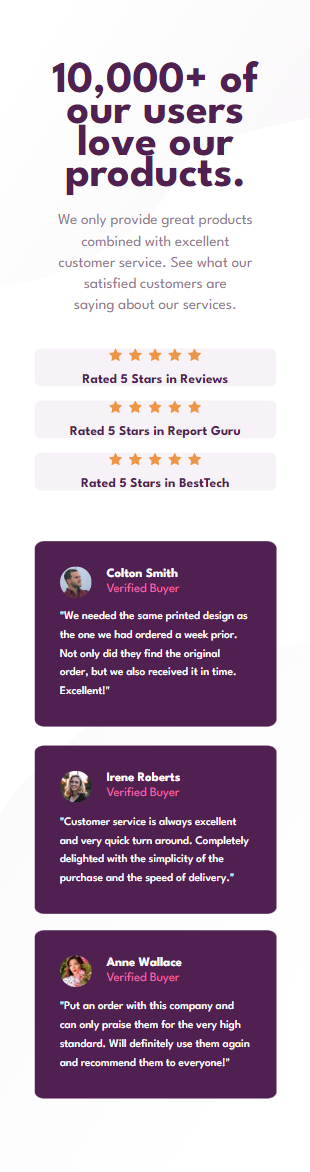 10,000+ of
our users
love our
products.
We only provide great products
combined with excellent
customer service. See what our
satisfied customers are
saying about our services.
Rated 5 Stars in Reviews
Rated 5 Stars in Report Guru
Rated 5 Stars in BestTech
Colton Smith
Verified Buyer
"We needed the same printed design as
the one we had ordered a week prior.
Not only did they find the original
order, but we also received it in time.
Excellent!"
Irene Roberts
Verified Buyer
"Customer service is always excellent
and very quick turn around. Completely
delighted with the simplicity of the
purchase and the speed of delivery."
Anne Wallace
Verified Buyer
"Put an order with this company and
can only praise them for the very high
standard. Will definitely use them again
and recommend them to everyone!"